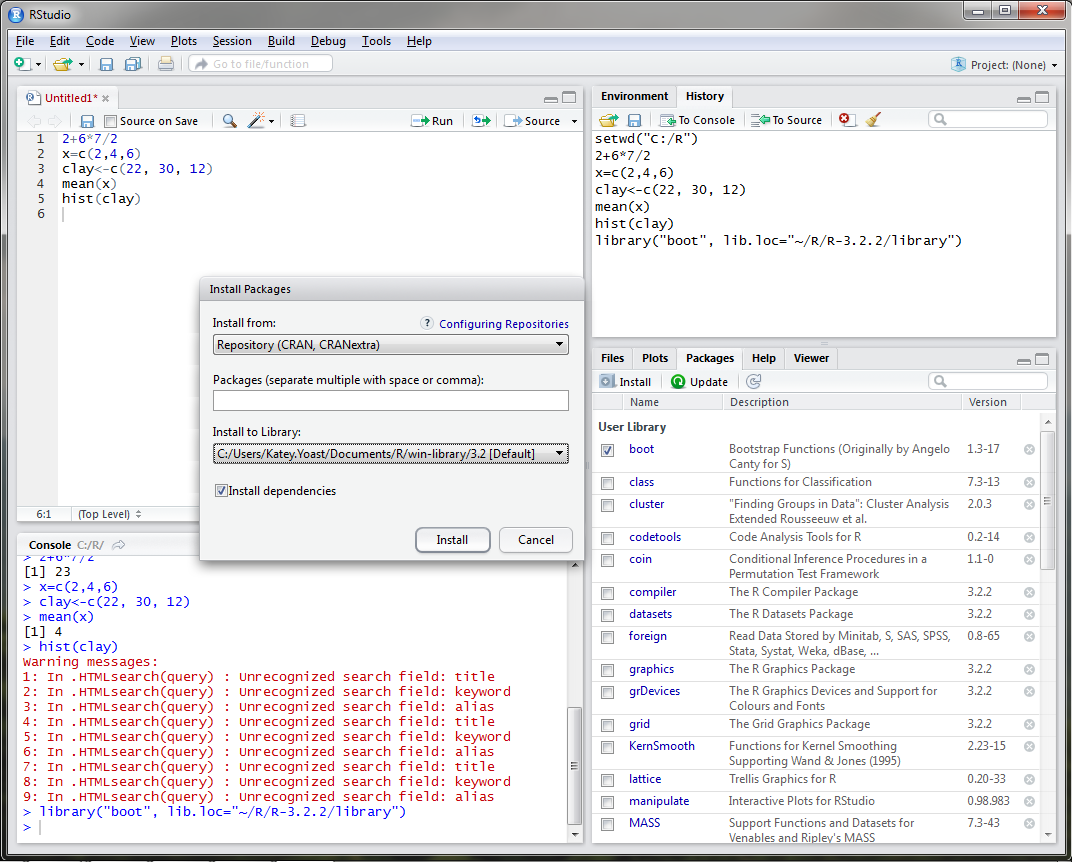 RStudio
File Edit Code View Plots Session Build Debug Tools Help
Go to file/function
Project: (None)
Untitled1*
Source on Save
Run
Source
1 2+6*7/2
2 x=c(2,4,6)
3 clay<-c(22, 30, 12)
4 mean(x)
5 hist(clay)
6
6:1 (Top Level)
Console C:/R/
> 2+6*7/2
[1] 23
> x=c(2,4,6)
> clay<-c(22, 30, 12)
> mean(x)
[1] 4
> hist(clay)
Warning messages:
1: In .HTMLsearch(query) : Unrecognized search field: title
2: In .HTMLsearch(query) : Unrecognized search field: keyword
3: In .HTMLsearch(query) : Unrecognized search field: alias
4: In .HTMLsearch(query) : Unrecognized search field: title
5: In .HTMLsearch(query) : Unrecognized search field: keyword
6: In .HTMLsearch(query) : Unrecognized search field: alias
7: In .HTMLsearch(query) : Unrecognized search field: title
8: In .HTMLsearch(query) : Unrecognized search field: keyword
9: In .HTMLsearch(query) : Unrecognized search field: alias
> library("boot", lib.loc="~/R/R-3.2.2/library")
>
Install Packages
Install from:
? Configuring Repositories
Repository (CRAN, CRANextra)
Packages (separate multiple with space or comma):
Install to Library:
C:/Users/Katey.Yoast/Documents/R/win-library/3.2 [Default]
Install dependencies
Install Cancel
Environment History
To Console To Source
setwd("C:/R")
2+6*7/2
x=c(2,4,6)
clay<-c(22, 30, 12)
mean(x)
hist(clay)
library("boot", lib.loc="~/R/R-3.2.2/library")
Files Plots Packages Help Viewer
Install Update
Name Description Version
User Library
boot Bootstrap Functions (Originally by Angelo 1.3-17
Canty for S)
class Functions for Classification 7.3-13
cluster "Finding Groups in Data": Cluster Analysis 2.0.3
Extended Rousseeuw et al.
codetools Code Analysis Tools for R 0.2-14
coin Conditional Inference Procedures in a 1.1-0
Permutation Test Framework
compiler The R Compiler Package 3.2.2
datasets The R Datasets Package 3.2.2
foreign Read Data Stored by Minitab, S, SAS, SPSS, 0.8-65
Stata, Systat, Weka, dBase, ...
graphics The R Graphics Package 3.2.2
grDevices The R Graphics Devices and Support for 3.2.2
Colours and Fonts
grid The Grid Graphics Package 3.2.2
KernSmooth Functions for Kernel Smoothing 2.23-15
Supporting Wand & Jones (1995)
lattice Trellis Graphics for R 0.20-33
manipulate Interactive Plots for RStudio 0.98.983
MASS Support Functions and Datasets for 7.3-43
Venables and Ripley's MASS